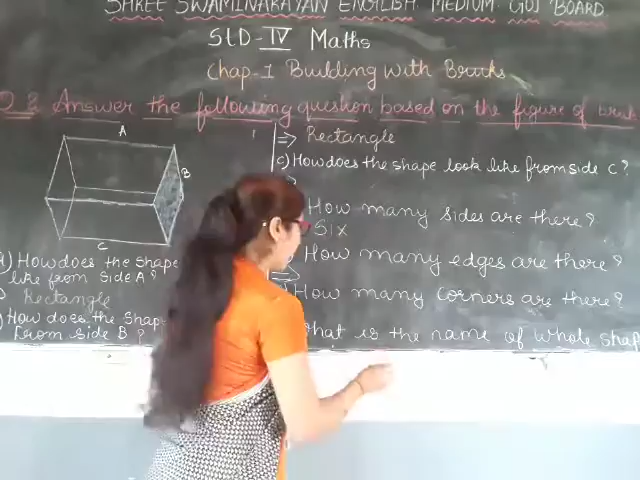 SHREE SWAMINARAYAN ENGLISH MEDIUM GUJ BOARD
STD-IV Maths
Chap-1 Building with Bricks
Q 2 Answer the following question based on the figure of
A
B
C
A) How does the shape
like from side A?
Rectangle
How does the Shape
From side B?
⇒ Rectangle
C) How does the shape look like from side C?
How many sides are there?
Six
How many edges are there?
⇒
How many corners are there?
What is the name of whole